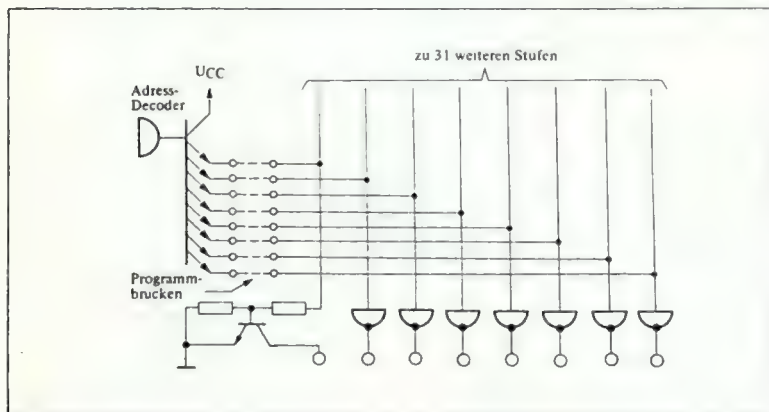 zu 31 weiteren Stufen
UCC
Adress-
Decoder
Programm-
brucken